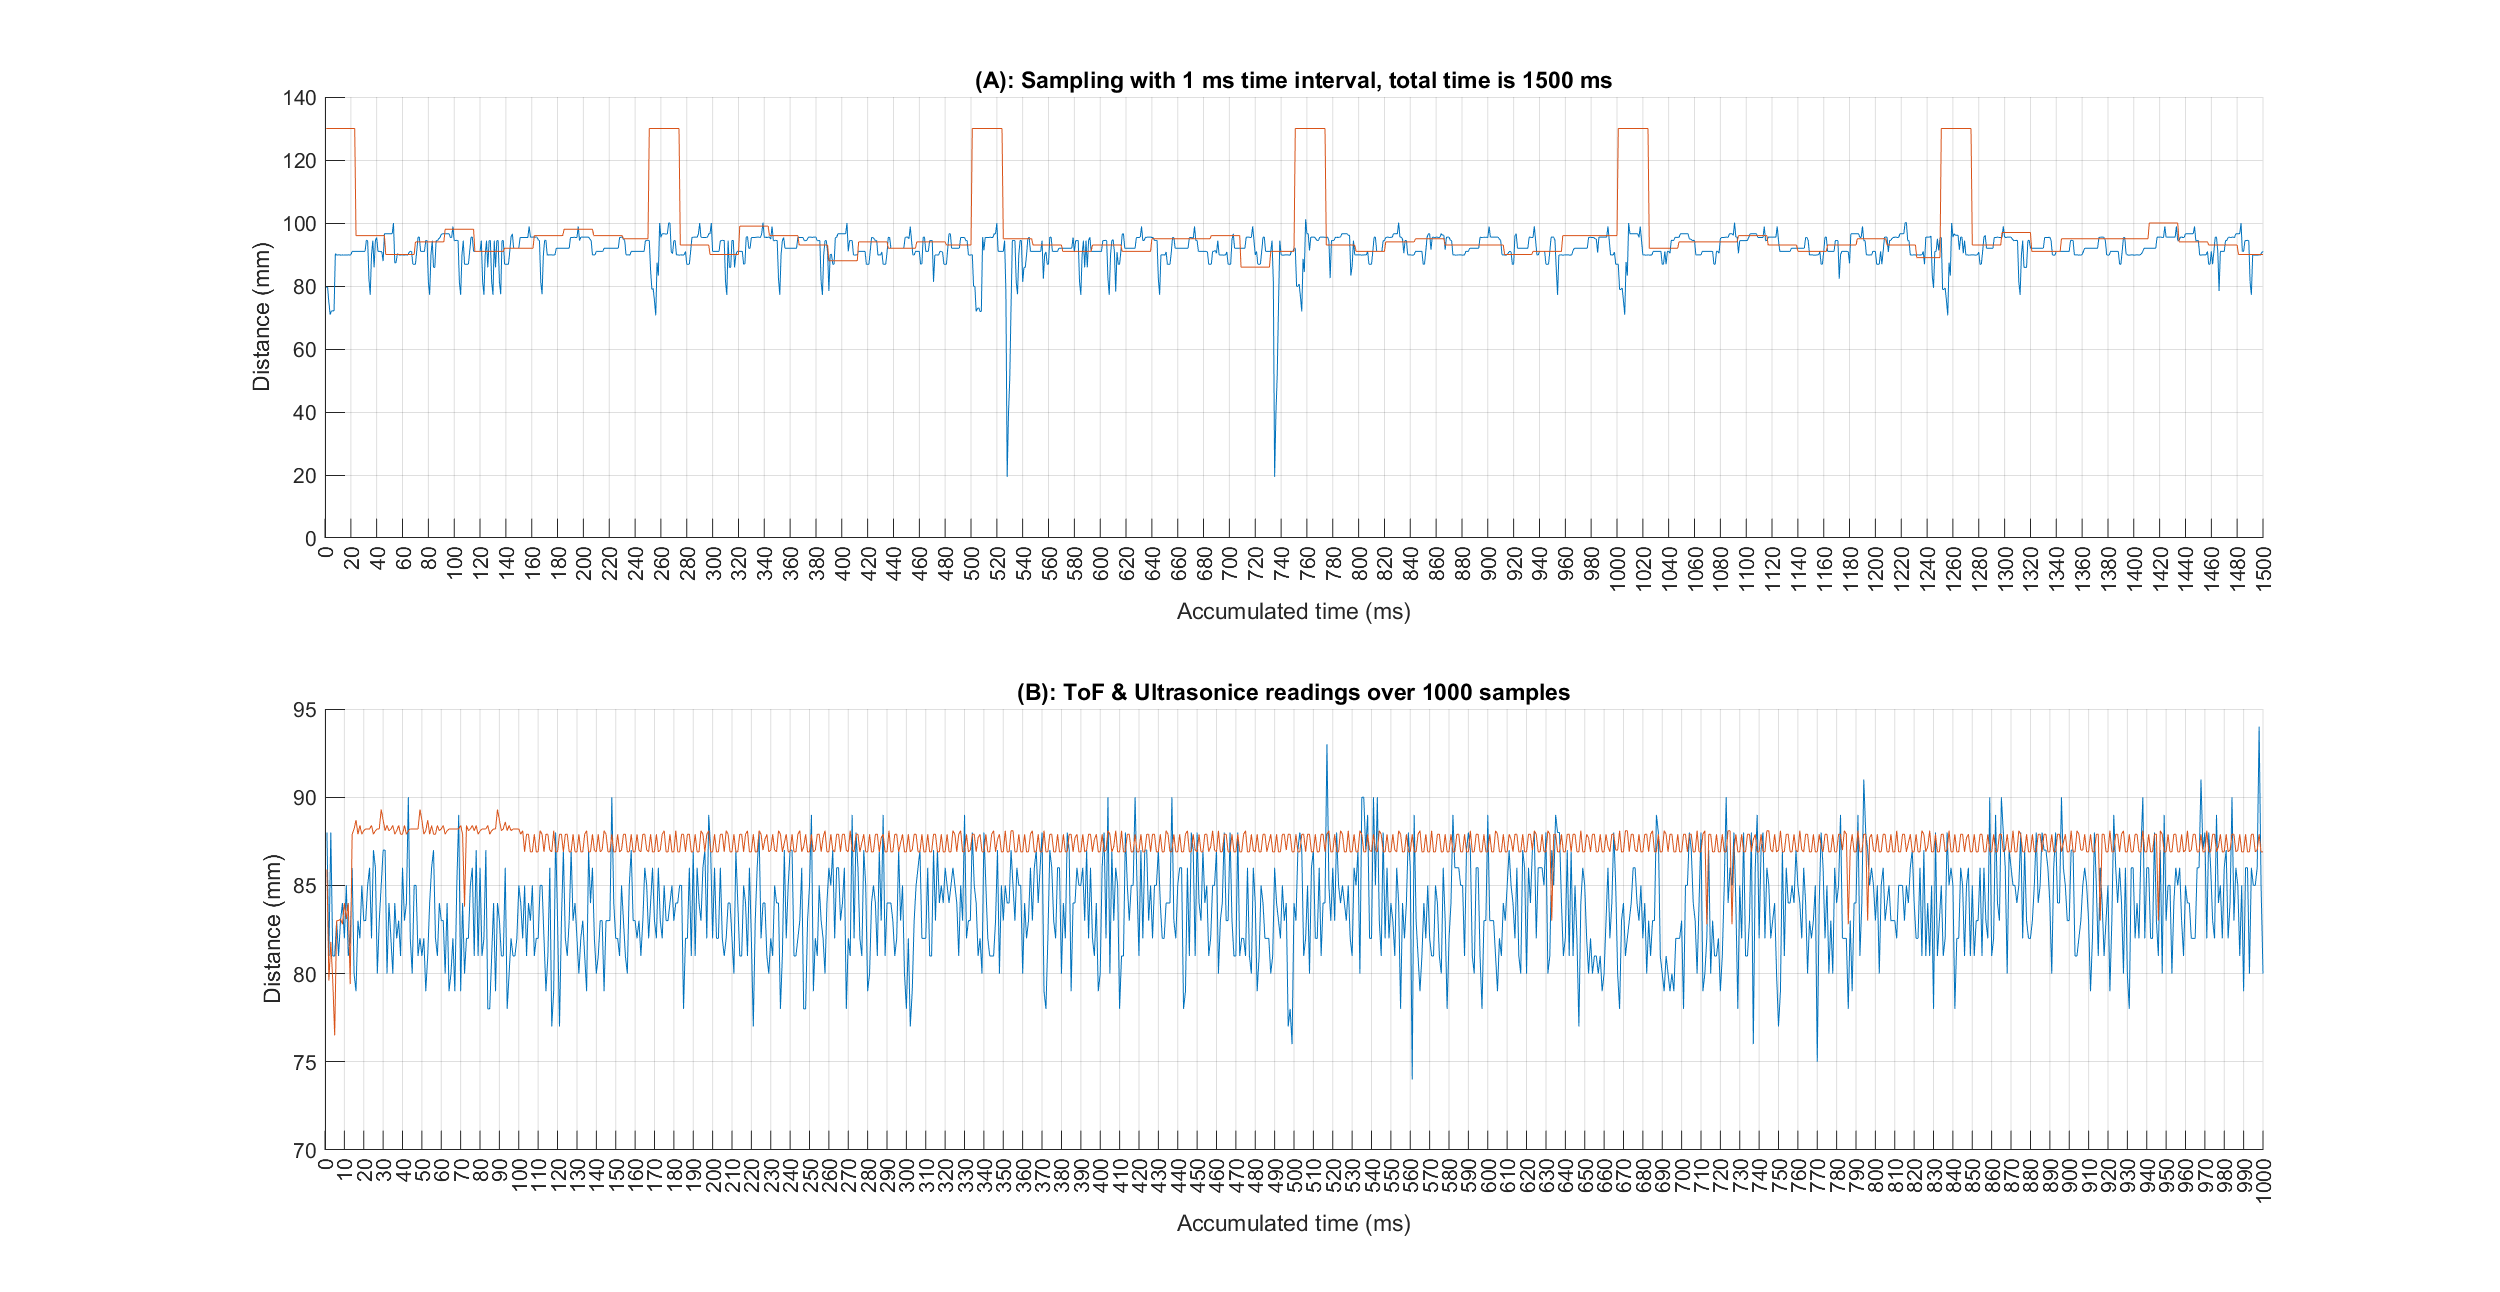 (A): Sampling with 1 ms time interval, total time is 1500 ms
140
120
100
80
60
40
20
0
Distance (mm)
0 20 40 60 80 100 120 140 160 180 200 220 240 260 280 300 320 340 360 380 400 420 440 460 480 500 520 540 560 580 600 620 640 660 680 700 720 740 760 780 800 820 840 860 880 900 920 940 960 980 1000 1020 1040 1060 1080 1100 1120 1140 1160 1180 1200 1220 1240 1260 1280 1300 1320 1340 1360 1380 1400 1420 1440 1460 1480 1500
Accumulated time (ms)
(B): ToF & Ultrasonice readings over 1000 samples
95
90
85
80
75
70
Distance (mm)
0 10 20 30 40 50 60 70 80 90 100 110 120 130 140 150 160 170 180 190 200 210 220 230 240 250 260 270 280 290 300 310 320 330 340 350 360 370 380 390 400 410 420 430 440 450 460 470 480 490 500 510 520 530 540 550 560 570 580 590 600 610 620 630 640 650 660 670 680 690 700 710 720 730 740 750 760 770 780 790 800 810 820 830 840 850 860 870 880 890 900 910 920 930 940 950 960 970 980 990 1000
Accumulated time (ms)